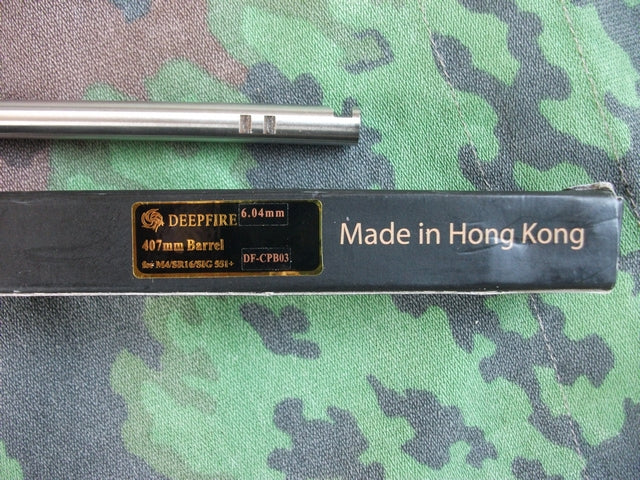 DEEPFIRE 6.04mm
407mm Barrel
DF-CPB03
for M4/SR16/SIG 551+
Made in Hong Kong